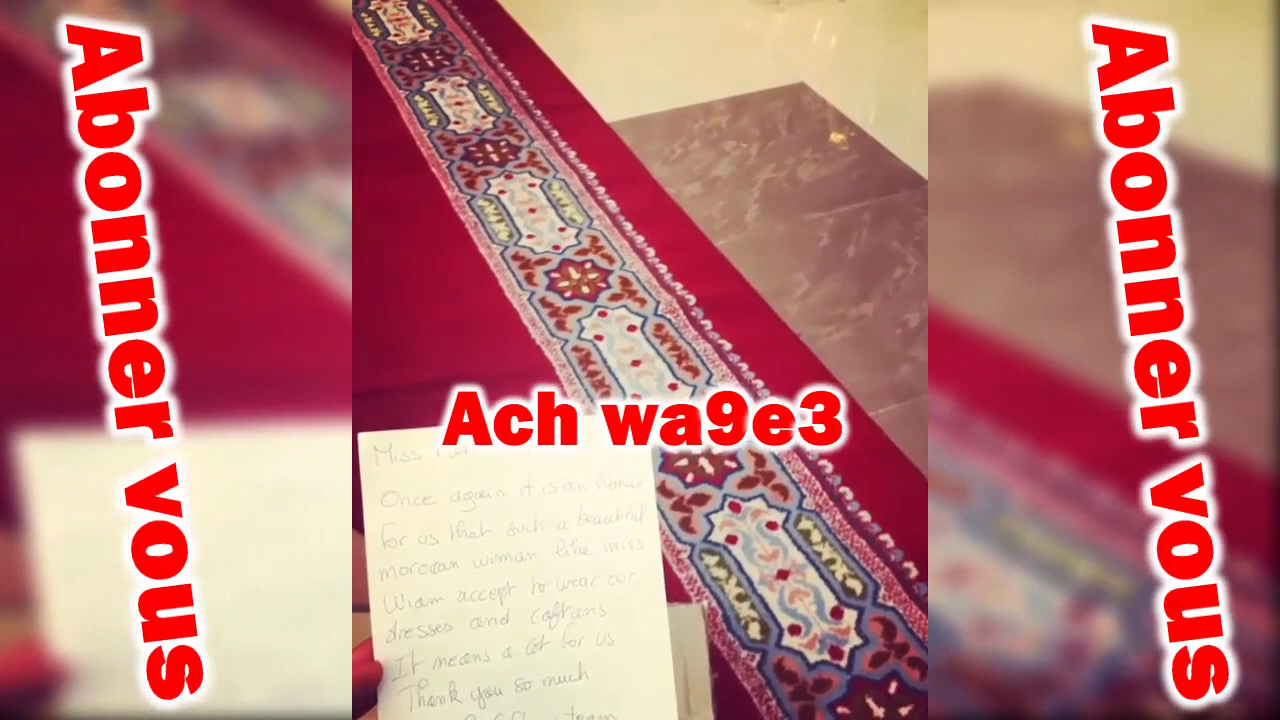 Abonner vous
Ach wa9e3
Abonner vous
Miss
Once again it is an honor
for us that such a beautiful
moroccan woman like miss
Wiam accept to wear our
dresses and caftans
It means a lot for us
Thank you so much
team